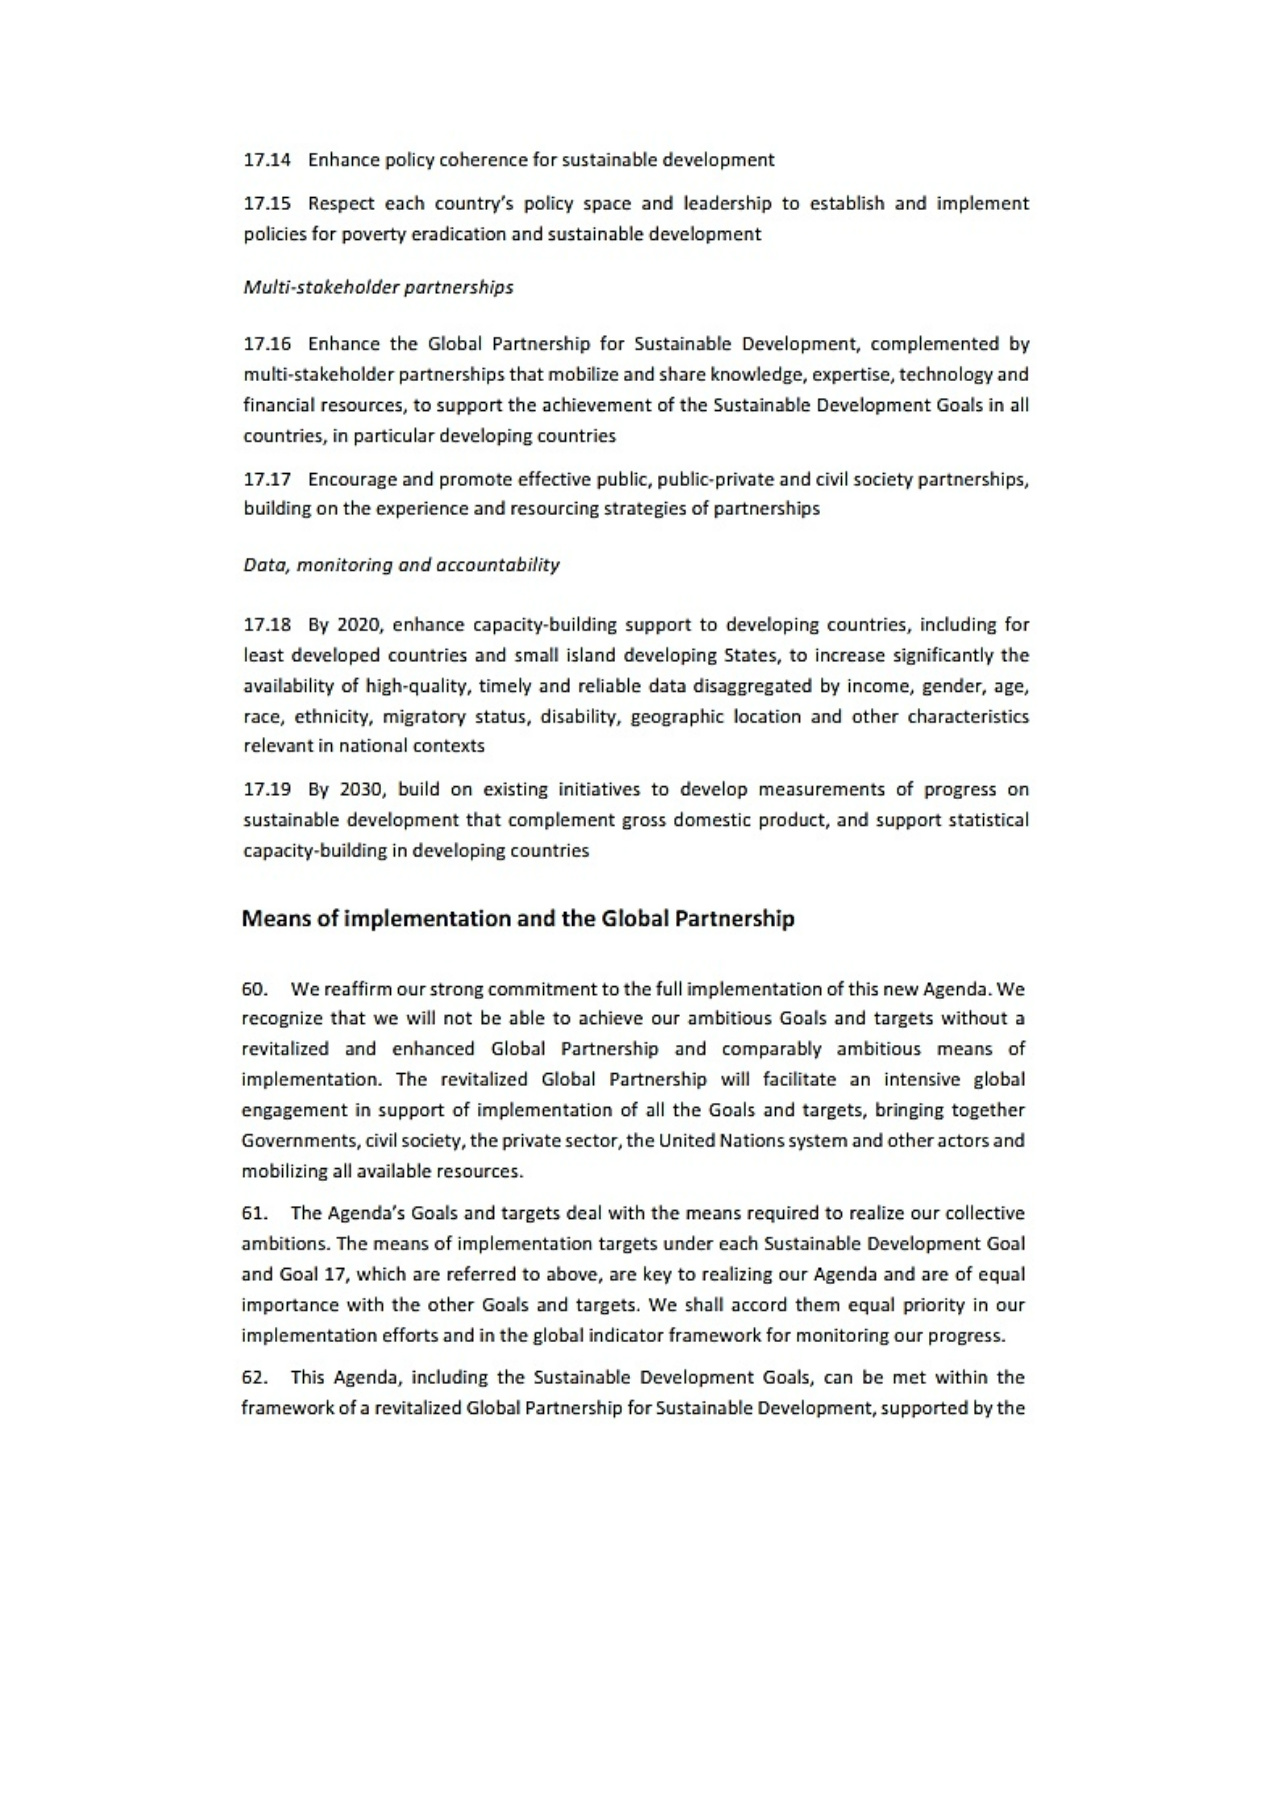 17.14 Enhance policy coherence for sustainable development
17.15 Respect each country's policy space and leadership to establish and implement
policies for poverty eradication and sustainable development
Multi-stakeholder partnerships
17.16 Enhance the Global Partnership for Sustainable Development, complemented by
multi-stakeholder partnerships that mobilize and share knowledge, expertise, technology and
financial resources, to support the achievement of the Sustainable Development Goals in all
countries, in particular developing countries
17.17 Encourage and promote effective public, public-private and civil society partnerships,
building on the experience and resourcing strategies of partnerships
Data, monitoring and accountability
17.18 By 2020, enhance capacity-building support to developing countries, including for
least developed countries and small island developing States, to increase significantly the
availability of high-quality, timely and reliable data disaggregated by income, gender, age,
race, ethnicity, migratory status, disability, geographic location and other characteristics
relevant in national contexts
17.19 By 2030, build on existing initiatives to develop measurements of progress on
sustainable development that complement gross domestic product, and support statistical
capacity-building in developing countries
Means of implementation and the Global Partnership
60. We reaffirm our strong commitment to the full implementation of this new Agenda. We
recognize that we will not be able to achieve our ambitious Goals and targets without a
revitalized and enhanced Global Partnership and comparably ambitious means of
implementation. The revitalized Global Partnership will facilitate an intensive global
engagement in support of implementation of all the Goals and targets, bringing together
Governments, civil society, the private sector, the United Nations system and other actors and
mobilizing all available resources.
61. The Agenda's Goals and targets deal with the means required to realize our collective
ambitions. The means of implementation targets under each Sustainable Development Goal
and Goal 17, which are referred to above, are key to realizing our Agenda and are of equal
importance with the other Goals and targets. We shall accord them equal priority in our
implementation efforts and in the global indicator framework for monitoring our progress.
62. This Agenda, including the Sustainable Development Goals, can be met within the
framework of a revitalized Global Partnership for Sustainable Development, supported by the